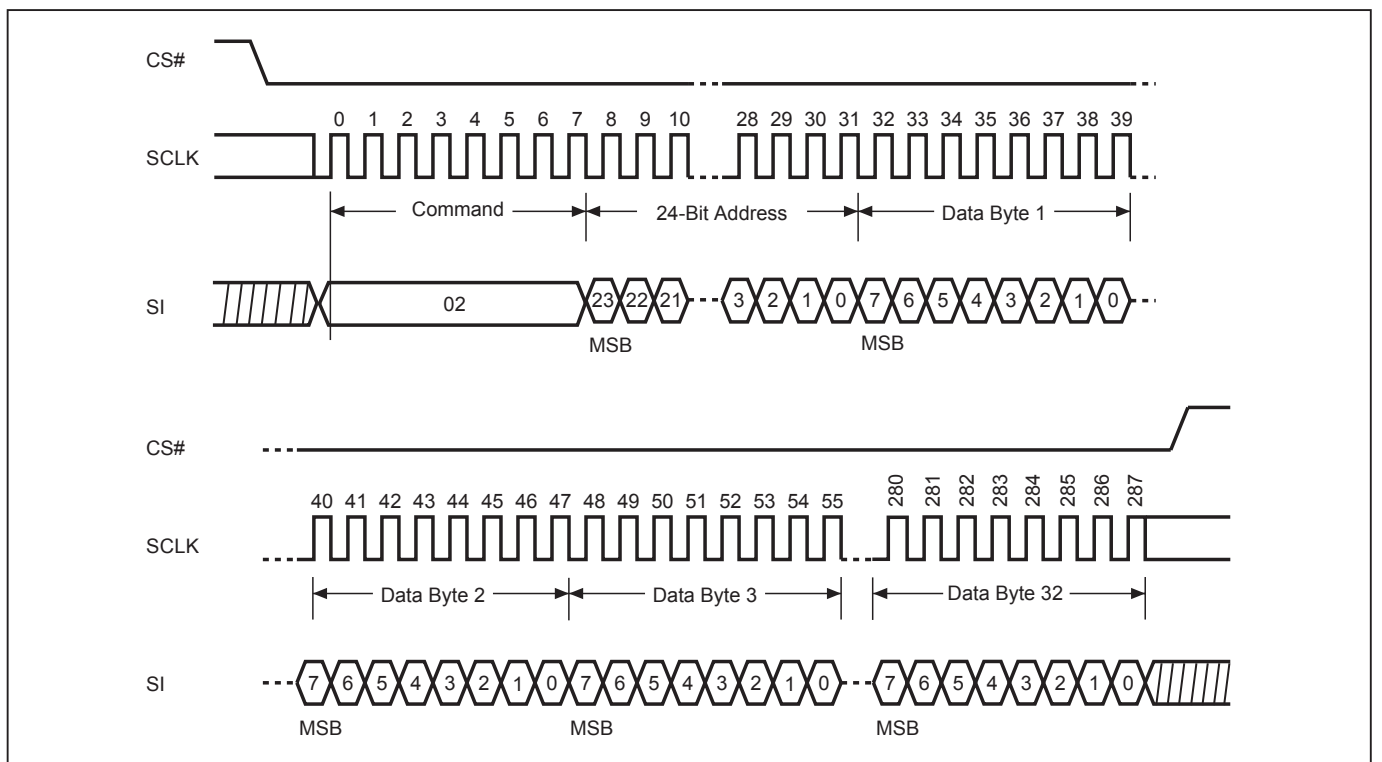 CS#
0 1 2 3 4 5 6 7 8 9 10 28 29 30 31 32 33 34 35 36 37 38 39
SCLK
Command 24-Bit Address Data Byte 1
SI 02 23 22 21 3 2 1 0 7 6 5 4 3 2 1 0
MSB MSB
CS#
40 41 42 43 44 45 46 47 48 49 50 51 52 53 54 55 280 281 282 283 284 285 286 287
SCLK
Data Byte 2 Data Byte 3 Data Byte 32
SI 7 6 5 4 3 2 1 0 7 6 5 4 3 2 1 0 7 6 5 4 3 2 1 0
MSB MSB MSB